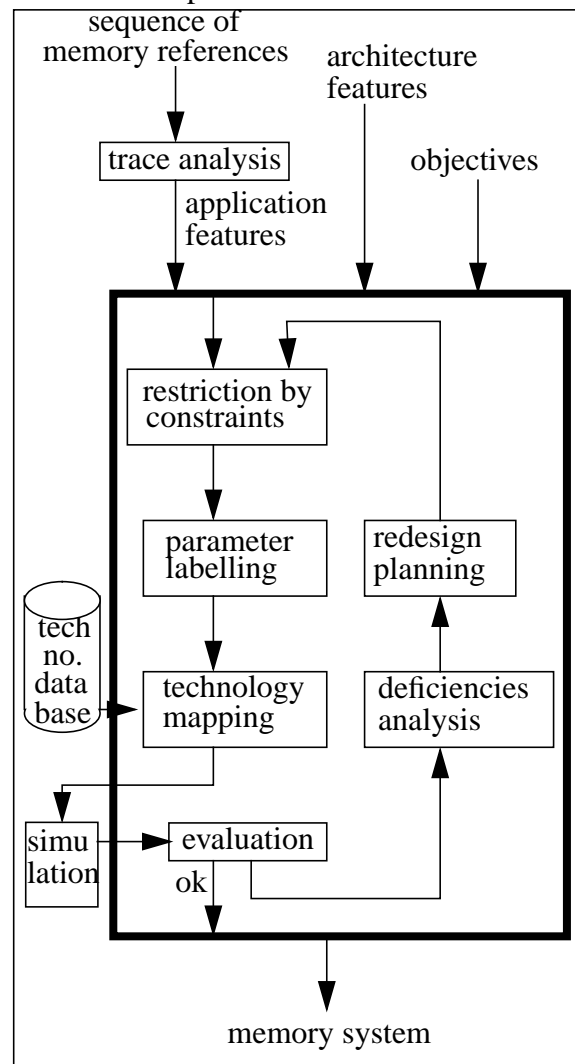 sequence of
memory references
architecture
features
trace analysis
objectives
application
features
restriction by
constraints
parameter
labelling
redesign
planning
tech
no.
data
base
technology
mapping
deficiencies
analysis
simu
lation
evaluation
ok
memory system